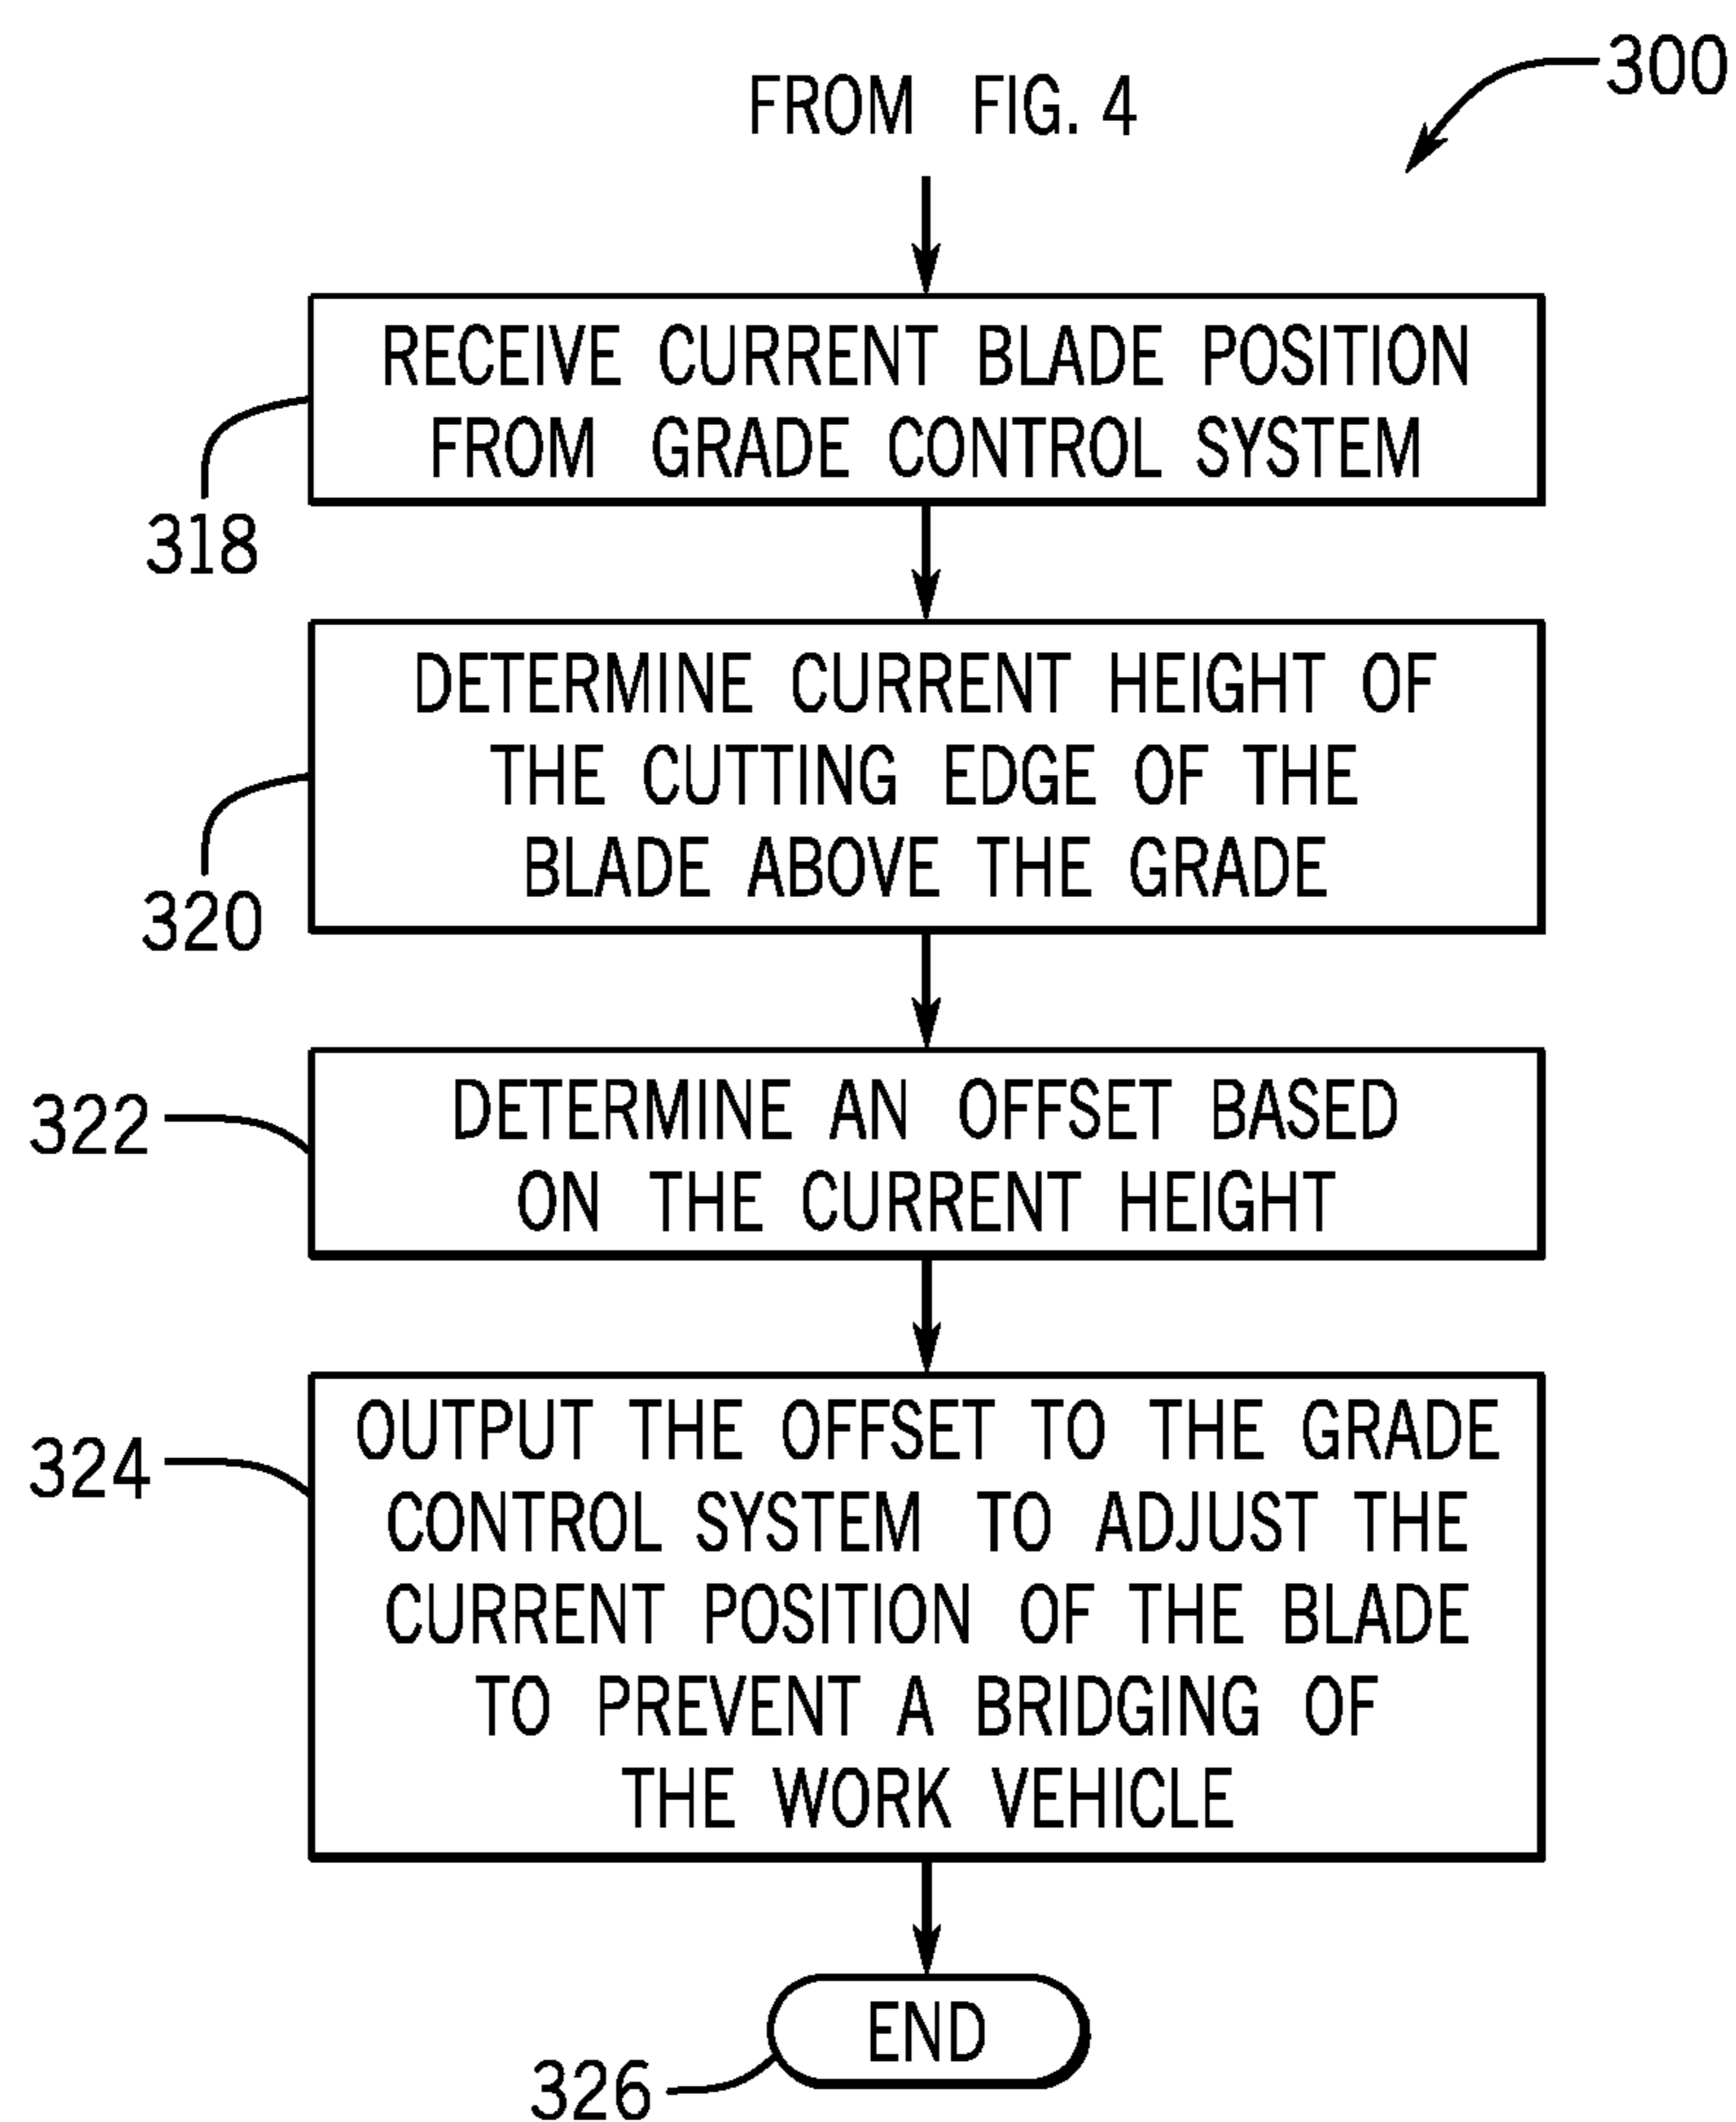 300
FROM FIG. 4
RECEIVE CURRENT BLADE POSITION
FROM GRADE CONTROL SYSTEM
318
DETERMINE CURRENT HEIGHT OF
THE CUTTING EDGE OF THE
BLADE ABOVE THE GRADE
320
322
DETERMINE AN OFFSET BASED
ON THE CURRENT HEIGHT
324
OUTPUT THE OFFSET TO THE GRADE
CONTROL SYSTEM TO ADJUST THE
CURRENT POSITION OF THE BLADE
TO PREVENT A BRIDGING OF
THE WORK VEHICLE
END
326